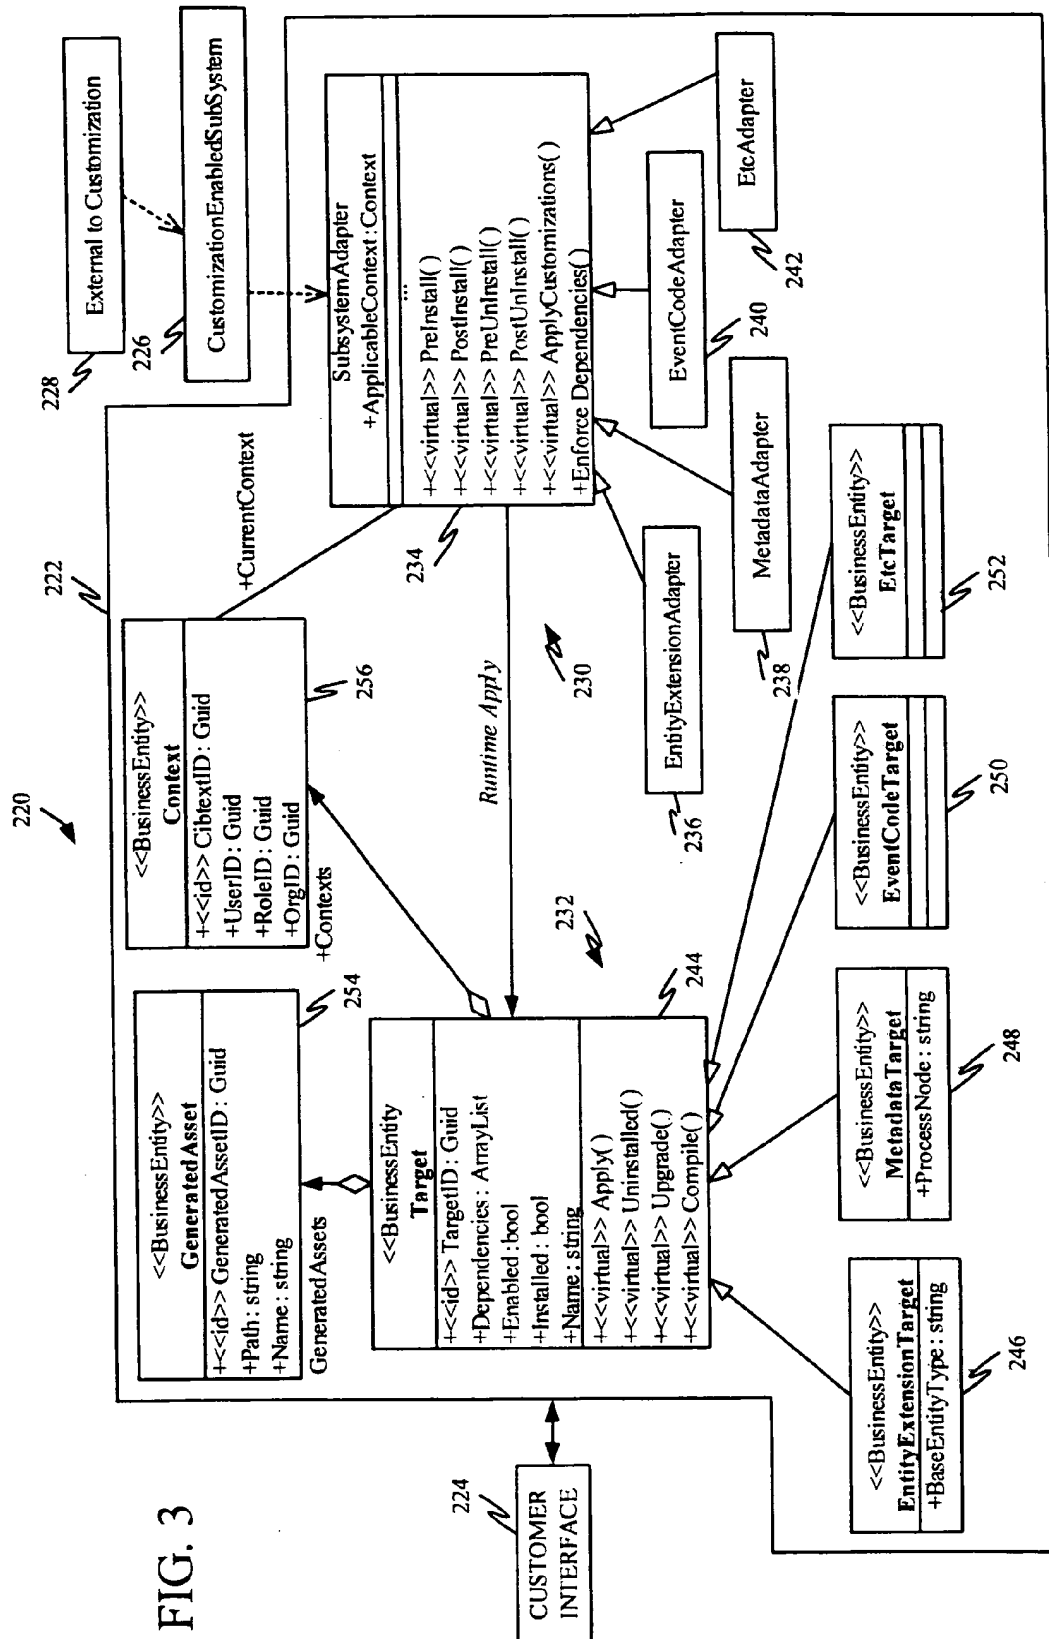 FIG. 3
220
222
CUSTOMER
INTERFACE
224
<<BusinessEntity>>
GeneratedAsset
+<<id>> GeneratedAssetID: Guid
+Path: string
+Name: string
GeneratedAssets
254
<<BusinessEntity>>
Context
+<<id>> CibtextID: Guid
+UserID: Guid
+RoleID: Guid
+OrgID: Guid
+Contexts
256
+CurrentContext
External to Customization
228
CustomizationEnabledSubSystem
226
SubsystemAdapter
+ApplicableContext:Context
...
+<<virtual>> PreInstall()
+<<virtual>> PostInstall()
+<<virtual>> PreUnInstall()
+<<virtual>> PostUnInstall()
+<<virtual>> ApplyCustomizations()
+Enforce Dependencies()
234
Runtime Apply
230
232
<<BusinessEntity
Target
+<<id>> TargetID: Guid
+Dependencies: ArrayList
+Enabled:bool
+Installed: bool
+Name: string
+<<virtual>> Apply()
+<<virtual>> Uninstalled()
+<<virtual>> Upgrade()
+<<virtual>> Compile()
244
EntityExtensionAdapter
236
MetadataAdapter
238
EventCodeAdapter
240
EtcAdapter
242
<<BusinessEntity>>
EntityExtensionTarget
+BaseEntityType: string
246
<<BusinessEntity>>
MetadataTarget
+ProcessNode: string
248
<<BusinessEntity>>
EventCodeTarget
250
<<BusinessEntity>>
EtcTarget
252